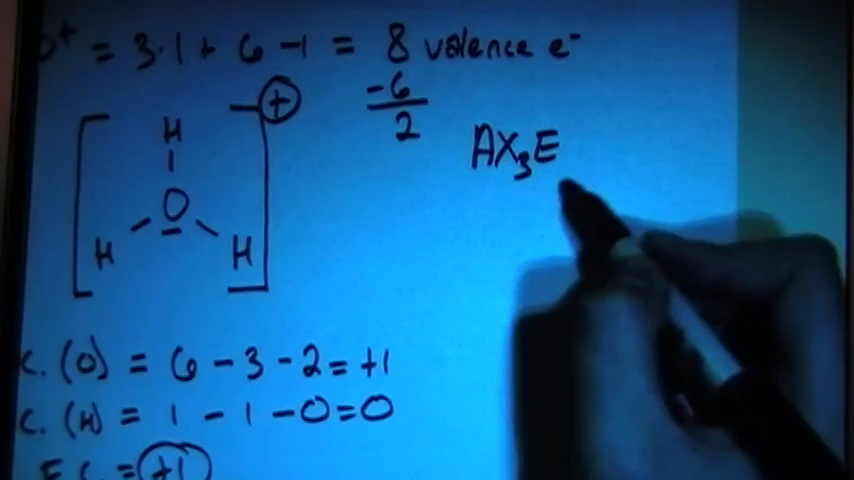 O⁺ = 3·1 + 6 - 1 = 8 valence e⁻
-6
2
+
H
O
H
H
AX₃E
C. (O) = 6 - 3 - 2 = +1
C. (H) = 1 - 1 - 0 = 0
F C = +1